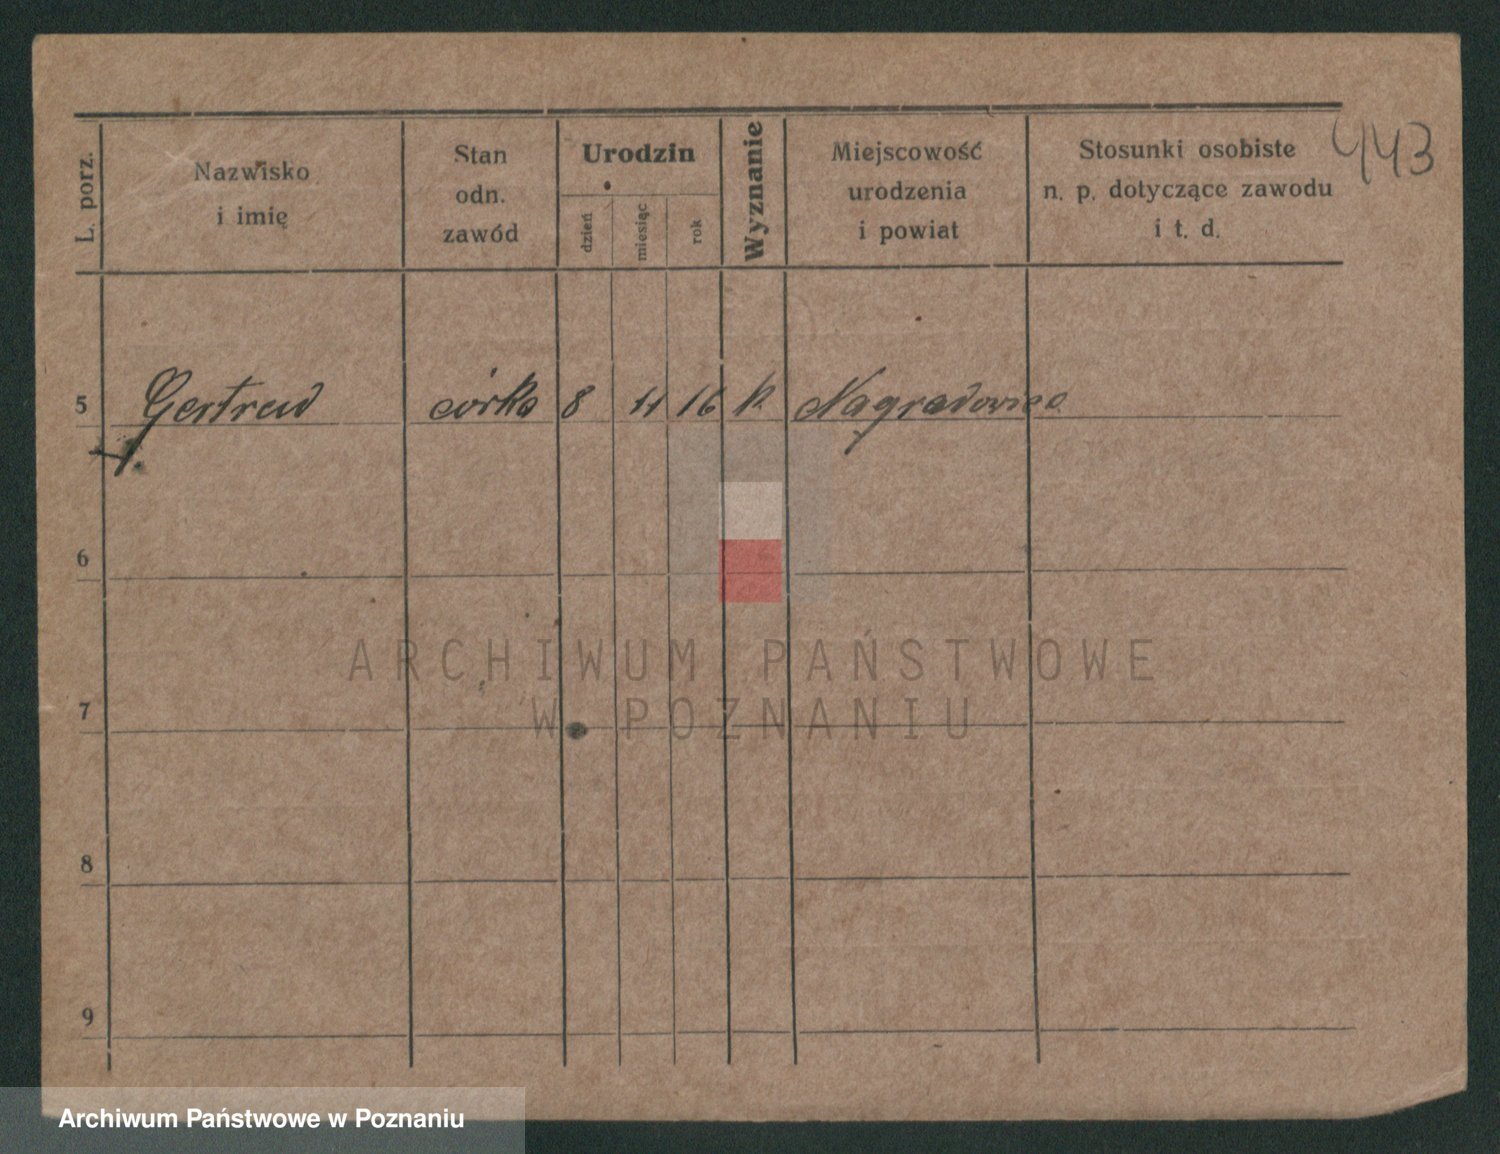 443
L. porz.
Nazwisko
i imię
Stan
odn.
zawód
Urodzin
dzień
miesiąc
rok
Wyznanie
Miejscowość
urodzenia
i powiat
Stosunki osobiste
n. p. dotyczące zawodu
i t. d.
5 Gertrud córka 8 11 16 k. Nagradowice
6
7
8
9
ARCHIWUM PAŃSTWOWE
W POZNANIU
Archiwum Państwowe w Poznaniu